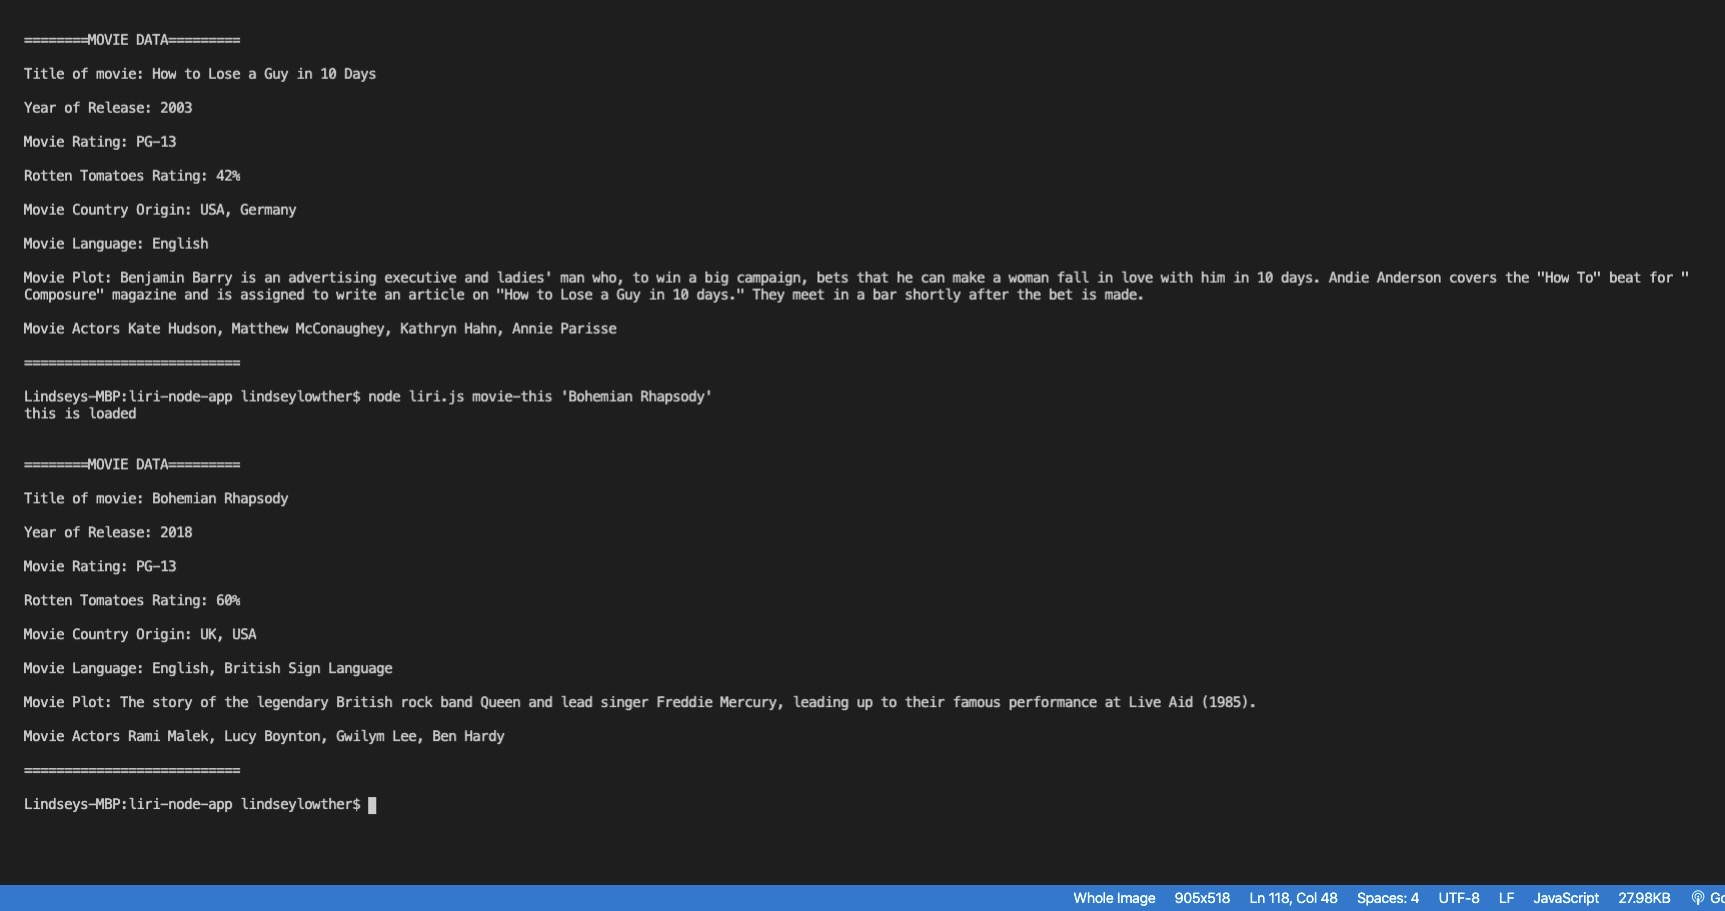 ========MOVIE DATA=========
Title of movie: How to Lose a Guy in 10 Days
Year of Release: 2003
Movie Rating: PG-13
Rotten Tomatoes Rating: 42%
Movie Country Origin: USA, Germany
Movie Language: English
Movie Plot: Benjamin Barry is an advertising executive and ladies' man who, to win a big campaign, bets that he can make a woman fall in love with him in 10 days. Andie Anderson covers the "How To" beat for "
Composure" magazine and is assigned to write an article on "How to Lose a Guy in 10 days." They meet in a bar shortly after the bet is made.
Movie Actors Kate Hudson, Matthew McConaughey, Kathryn Hahn, Annie Parisse
===========================
Lindseys-MBP:liri-node-app lindseylowther$ node liri.js movie-this 'Bohemian Rhapsody'
this is loaded
========MOVIE DATA=========
Title of movie: Bohemian Rhapsody
Year of Release: 2018
Movie Rating: PG-13
Rotten Tomatoes Rating: 60%
Movie Country Origin: UK, USA
Movie Language: English, British Sign Language
Movie Plot: The story of the legendary British rock band Queen and lead singer Freddie Mercury, leading up to their famous performance at Live Aid (1985).
Movie Actors Rami Malek, Lucy Boynton, Gwilym Lee, Ben Hardy
===========================
Lindseys-MBP:liri-node-app lindseylowther$
Whole Image 905x518 Ln 118, Col 48 Spaces: 4 UTF-8 LF JavaScript 27.98KB Go